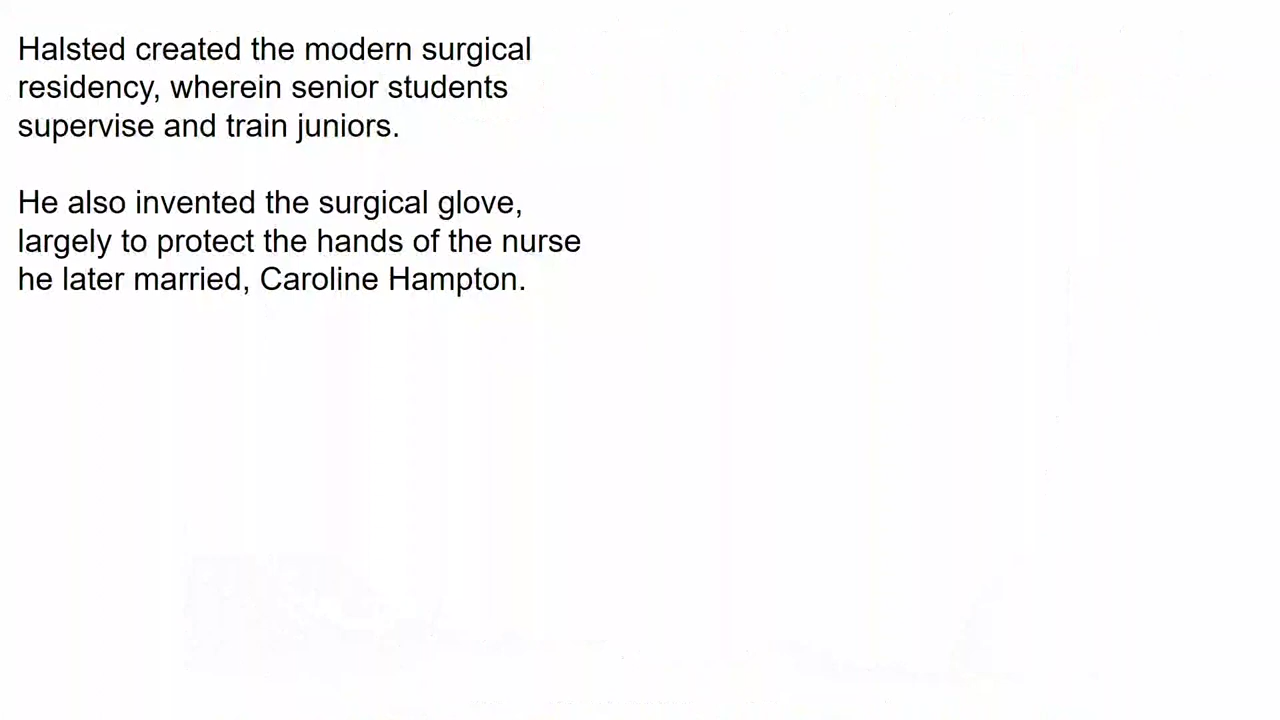 Halsted created the modern surgical
residency, wherein senior students
supervise and train juniors.
He also invented the surgical glove,
largely to protect the hands of the nurse
he later married, Caroline Hampton.